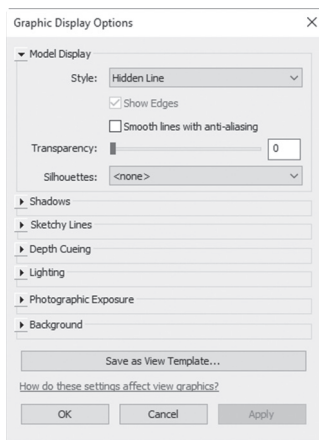 Graphic Display Options
Model Display
Style: Hidden Line
Show Edges
Smooth lines with anti-aliasing
Transparency: 0
Silhouettes: <none>
Shadows
Sketchy Lines
Depth Cueing
Lighting
Photographic Exposure
Background
Save as View Template...
How do these settings affect view graphics?
OK Cancel Apply